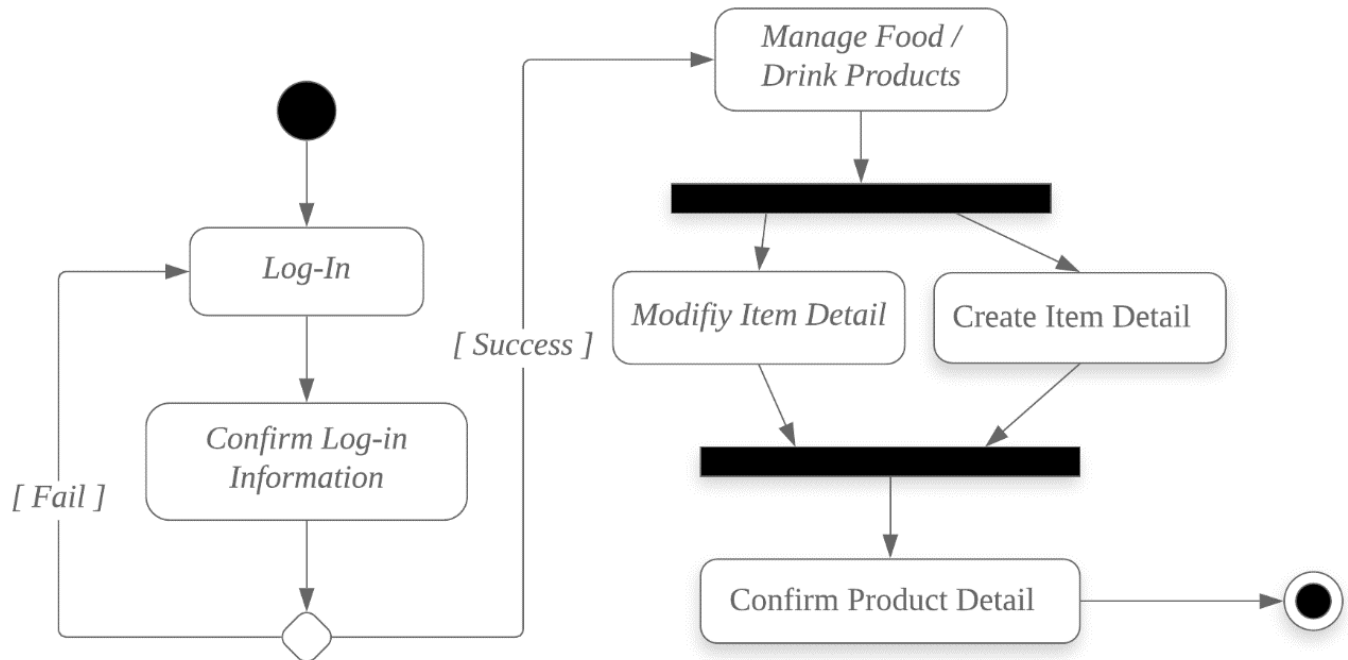 Log-In
Confirm Log-in
Information
[ Fail ]
[ Success ]
Manage Food /
Drink Products
Modifiy Item Detail
Create Item Detail
Confirm Product Detail